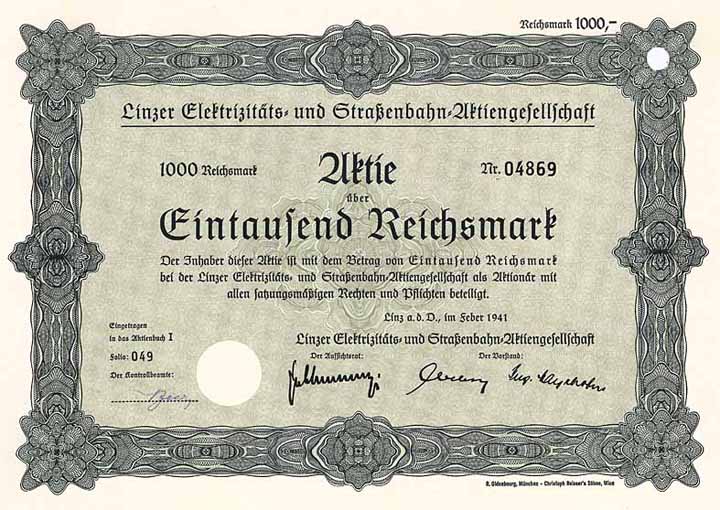 Reichsmark 1000,-
Linzer Elektrizitäts- und Straßenbahn-Aktiengesellschaft
1000 Reichsmark Aktie Nr. 04869
über
Eintausend Reichsmark
Der Inhaber dieser Aktie ist mit dem Betrag von Eintausend Reichsmark
bei der Linzer Elektrizitäts- und Straßenbahn-Aktiengesellschaft als Aktionär mit
allen satzungsmäßigen Rechten und Pflichten beteiligt.
Linz a. d. D., im Feber 1941
Eingetragen
in das Aktienbuch I
Folio: 049
Der Kontrollbeamte:
Linzer Elektrizitäts- und Straßenbahn-Aktiengesellschaft
Der Aufsichtsrat: Der Vorstand:
R. Oldenbourg, München - Christoph Reisser's Söhne, Wien